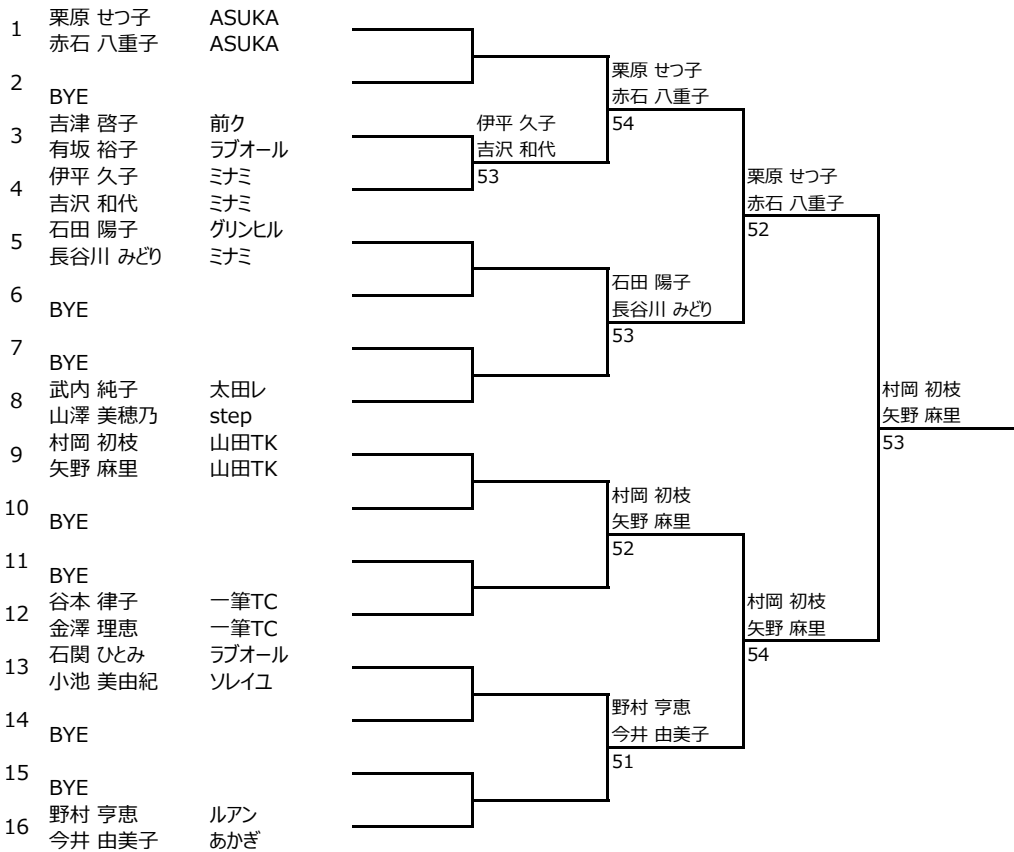 1 栗原 せつ子 ASUKA
赤石 八重子 ASUKA
2 BYE
3 吉津 啓子 前ク
有坂 裕子 ラブオール
4 伊平 久子 ミナミ
吉沢 和代 ミナミ
5 石田 陽子 グリンヒル
長谷川 みどり ミナミ
6 BYE
7 BYE
8 武内 純子 太田レ
山澤 美穂乃 step
9 村岡 初枝 山田TK
矢野 麻里 山田TK
10 BYE
11 BYE
12 谷本 律子 一筆TC
金澤 理恵 一筆TC
13 石関 ひとみ ラブオール
小池 美由紀 ソレイユ
14 BYE
15 BYE
16 野村 亨恵 ルアン
今井 由美子 あかぎ
伊平 久子
吉沢 和代
53
栗原 せつ子
赤石 八重子
54
石田 陽子
長谷川 みどり
53
村岡 初枝
矢野 麻里
52
野村 亨恵
今井 由美子
51
栗原 せつ子
赤石 八重子
52
村岡 初枝
矢野 麻里
54
村岡 初枝
矢野 麻里
53